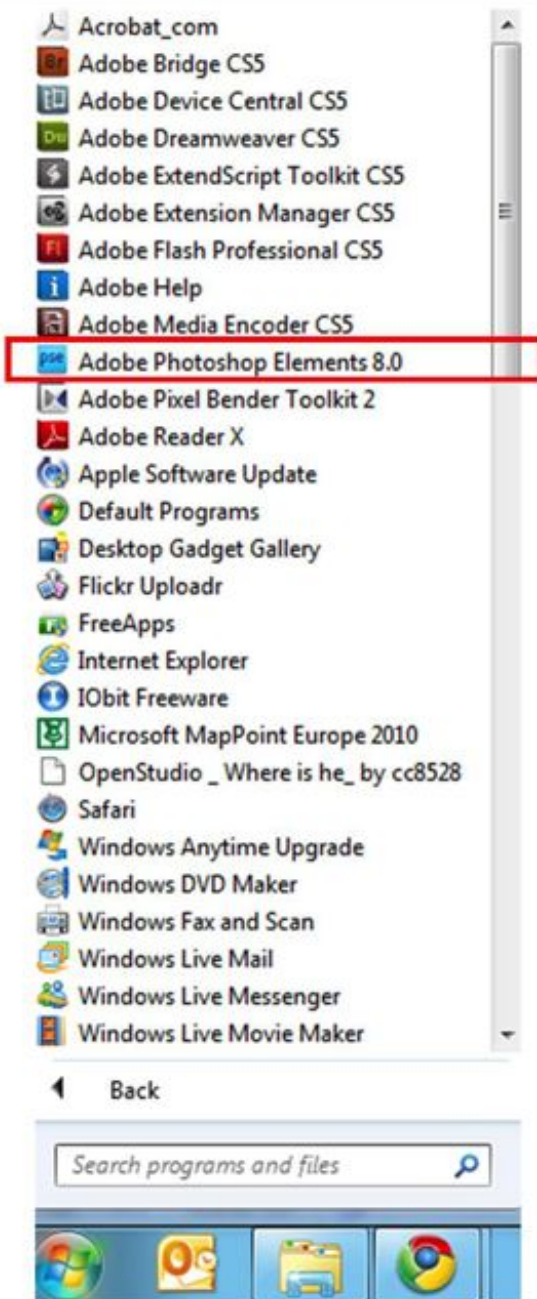 Acrobat_com
Br Adobe Bridge CS5
Adobe Device Central CS5
Dw Adobe Dreamweaver CS5
Adobe ExtendScript Toolkit CS5
Adobe Extension Manager CS5
Fl Adobe Flash Professional CS5
i Adobe Help
Adobe Media Encoder CS5
pse Adobe Photoshop Elements 8.0
Adobe Pixel Bender Toolkit 2
Adobe Reader X
Apple Software Update
Default Programs
Desktop Gadget Gallery
Flickr Uploadr
FreeApps
Internet Explorer
IObit Freeware
Microsoft MapPoint Europe 2010
OpenStudio _ Where is he_ by cc8528
Safari
Windows Anytime Upgrade
Windows DVD Maker
Windows Fax and Scan
Windows Live Mail
Windows Live Messenger
Windows Live Movie Maker
Back
Search programs and files